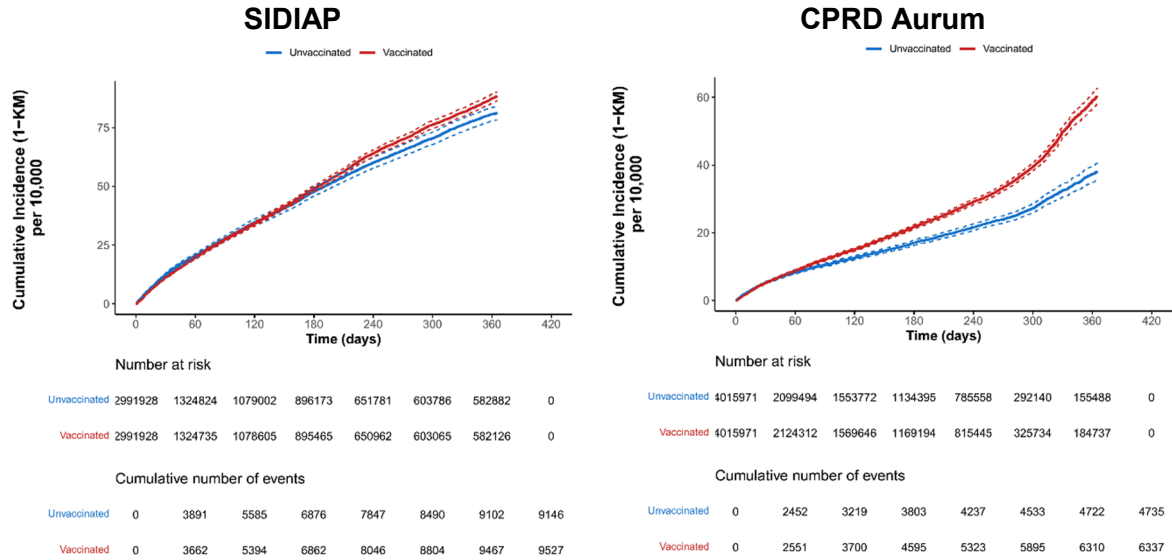 SIDIAP
Unvaccinated Vaccinated
Cumulative Incidence (1−KM)
per 10,000
75
50
25
0
0 60 120 180 240 300 360 420
Time (days)
Number at risk
Unvaccinated 2991928 1324824 1079002 896173 651781 603786 582882 0
Vaccinated 2991928 1324735 1078605 895465 650962 603065 582126 0
Cumulative number of events
Unvaccinated 0 3891 5585 6876 7847 8490 9102 9146
Vaccinated 0 3662 5394 6862 8046 8804 9467 9527
CPRD Aurum
Unvaccinated Vaccinated
Cumulative Incidence (1−KM)
per 10,000
60
40
20
0
0 60 120 180 240 300 360 420
Time (days)
Number at risk
Unvaccinated 4015971 2099494 1553772 1134395 785558 292140 155488 0
Vaccinated 4015971 2124312 1569646 1169194 815445 325734 184737 0
Cumulative number of events
Unvaccinated 0 2452 3219 3803 4237 4533 4722 4735
Vaccinated 0 2551 3700 4595 5323 5895 6310 6337